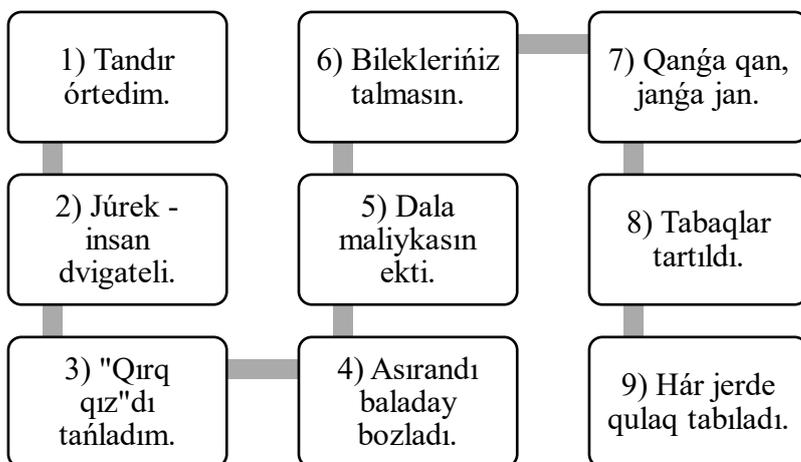 1) Tandır
órtedim.
2) Júrek -
insan
dvigateli.
3) "Qırq
qız"dı
tańladım.
4) Asırandı
baladay
bozladı.
5) Dala
maliykasın
ekti.
6) Bileklerińiz
talmasın.
7) Qanǵa qan,
janǵa jan.
8) Tabaqlar
tartıldı.
9) Hár jerde
qulaq tabıladı.